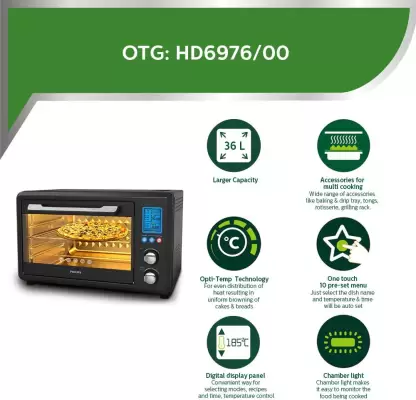 OTG: HD6976/00
36 L
Larger Capacity
Accessories for
multi cooking
Wide range of accessories
like baking & drip tray, tongs,
rotisserie, grilling rack.
°C
Opti-Temp Technology
For even distribution of
heat resulting in
uniform browning of
cakes & breads
One touch
10 pre-set menu
Just select the dish name
and temperature & time
will be auto set
PHILIPS
185°C
Digital display panel
Convenient way for
selecting modes, recipes
and time, temperature control
Chamber light
Chamber light makes
it easy to monitor the
food being cooked